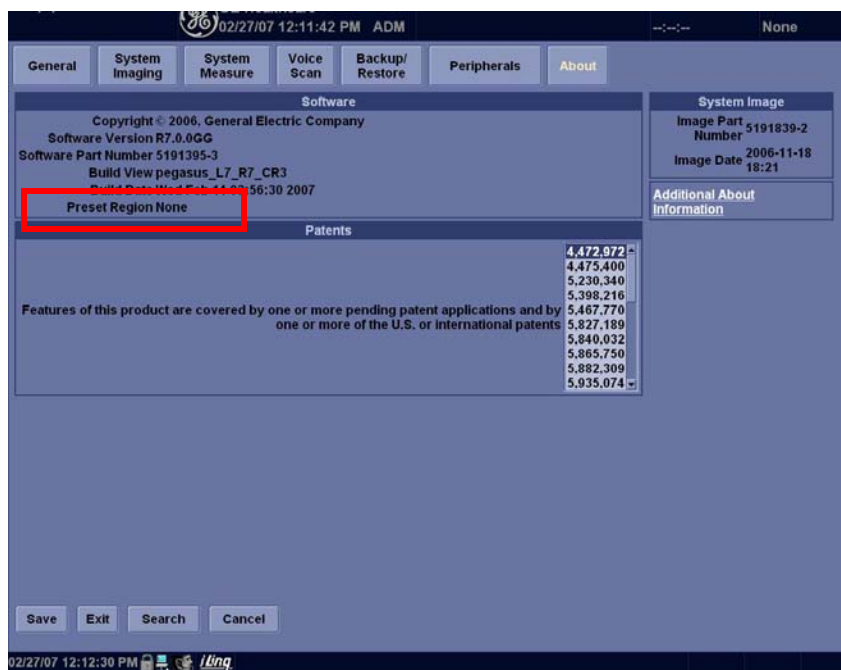 02/27/07 12:11:42 PM ADM
--:--:-- None
General
System Imaging
System Measure
Voice Scan
Backup/ Restore
Peripherals
About
Software
Copyright © 2006, General Electric Company
Software Version R7.0.0GG
Software Part Number 5191395-3
Build View pegasus_L7_R7_CR3
56:30 2007
Preset Region None
System Image
Image Part Number 5191839-2
Image Date 2006-11-18 18:21
Additional About
Information
Patents
Features of this product are covered by one or more pending patent applications and by
one or more of the U.S. or international patents
4,472,972
4,475,400
5,230,340
5,398,216
5,467,770
5,827,189
5,840,032
5,865,750
5,882,309
5,935,074
Save Exit Search Cancel
02/27/07 12:12:30 PM iLinq